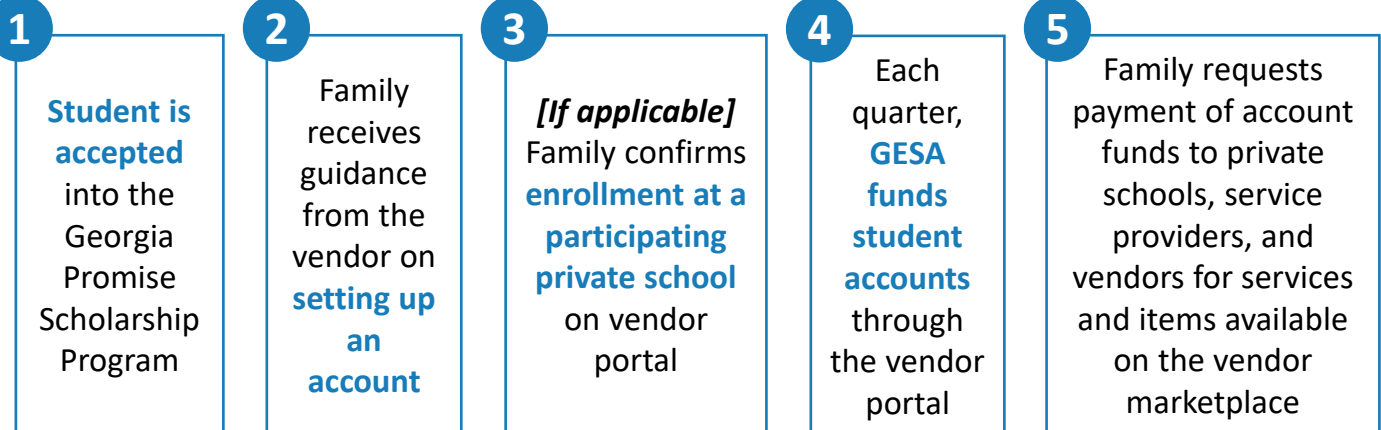 1
Student is
accepted
into the
Georgia
Promise
Scholarship
Program
2
Family
receives
guidance
from the
vendor on
setting up
an
account
3
[If applicable]
Family confirms
enrollment at a
participating
private school
on vendor
portal
4
Each
quarter,
GESA
funds
student
accounts
through
the vendor
portal
5
Family requests
payment of account
funds to private
schools, service
providers, and
vendors for services
and items available
on the vendor
marketplace